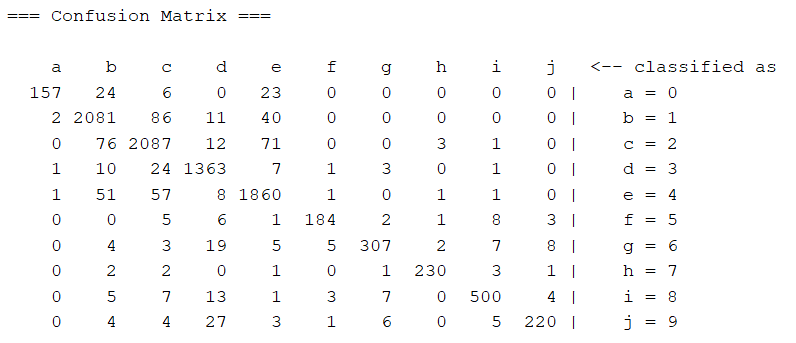 === Confusion Matrix ===
a b c d e f g h i j <-- classified as
157 24 6 0 23 0 0 0 0 0 | a = 0
2 2081 86 11 40 0 0 0 0 0 | b = 1
0 76 2087 12 71 0 0 3 1 0 | c = 2
1 10 24 1363 7 1 3 0 1 0 | d = 3
1 51 57 8 1860 1 0 1 1 0 | e = 4
0 0 5 6 1 184 2 1 8 3 | f = 5
0 4 3 19 5 5 307 2 7 8 | g = 6
0 2 2 0 1 0 1 230 3 1 | h = 7
0 5 7 13 1 3 7 0 500 4 | i = 8
0 4 4 27 3 1 6 0 5 220 | j = 9